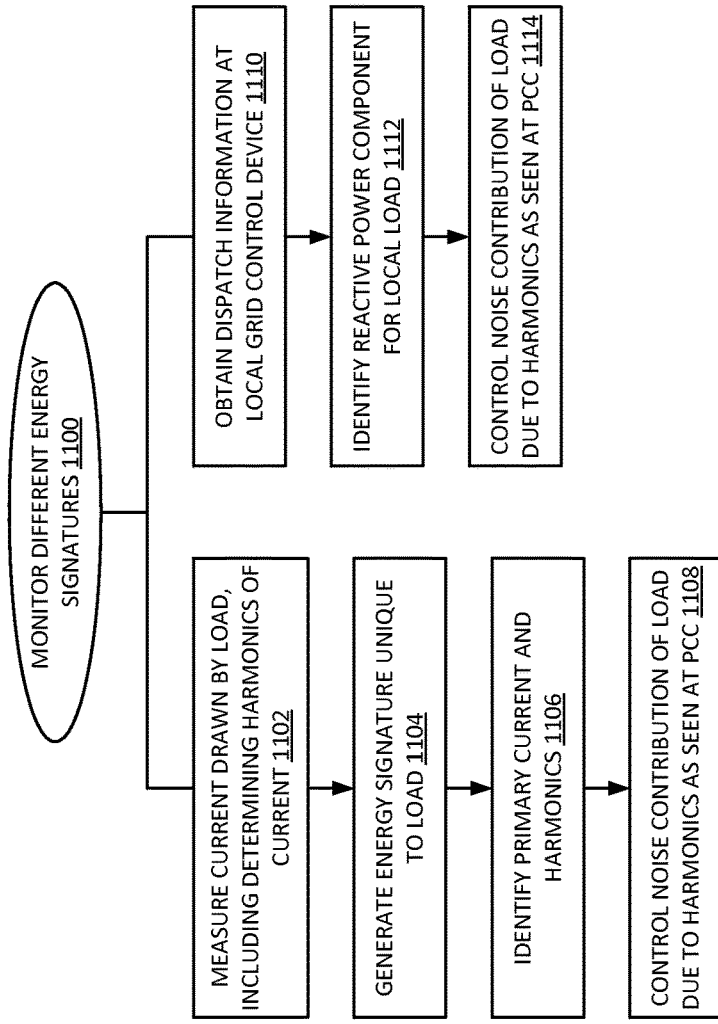 MONITOR DIFFERENT ENERGY
SIGNATURES 1100
MEASURE CURRENT DRAWN BY LOAD,
INCLUDING DETERMINING HARMONICS OF
CURRENT 1102
GENERATE ENERGY SIGNATURE UNIQUE
TO LOAD 1104
IDENTIFY PRIMARY CURRENT AND
HARMONICS 1106
CONTROL NOISE CONTRIBUTION OF LOAD
DUE TO HARMONICS AS SEEN AT PCC 1108
OBTAIN DISPATCH INFORMATION AT
LOCAL GRID CONTROL DEVICE 1110
IDENTIFY REACTIVE POWER COMPONENT
FOR LOCAL LOAD 1112
CONTROL NOISE CONTRIBUTION OF LOAD
DUE TO HARMONICS AS SEEN AT PCC 1114